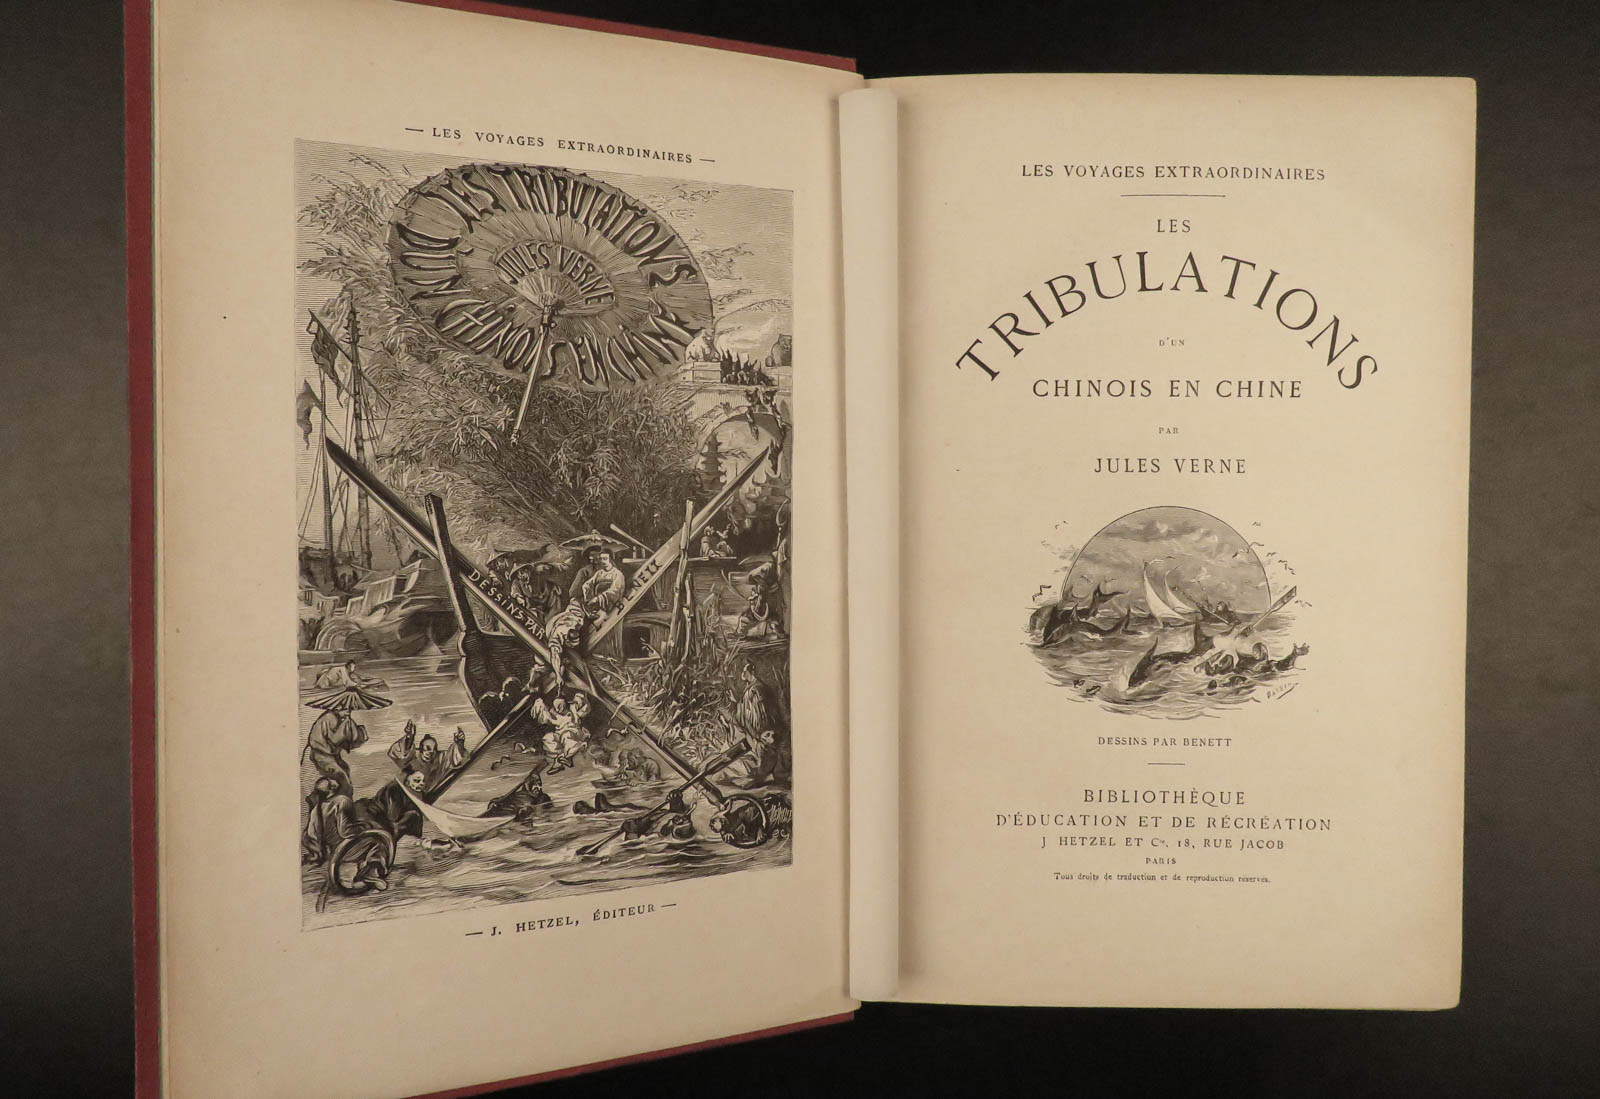 — LES VOYAGES EXTRAORDINAIRES —
LES TRIBULATIONS
D'UN CHINOIS EN CHINE
JULES VERNE
DESSINS PAR BENETT
— J. HETZEL, ÉDITEUR —
LES VOYAGES EXTRAORDINAIRES
LES
TRIBULATIONS
D'UN
CHINOIS EN CHINE
PAR
JULES VERNE
BENETT
DESSINS PAR BENETT
BIBLIOTHÈQUE
D'ÉDUCATION ET DE RÉCRÉATION
J HETZEL ET Cie, 18, RUE JACOB
PARIS
Tous droits de traduction et de reproduction réservés.